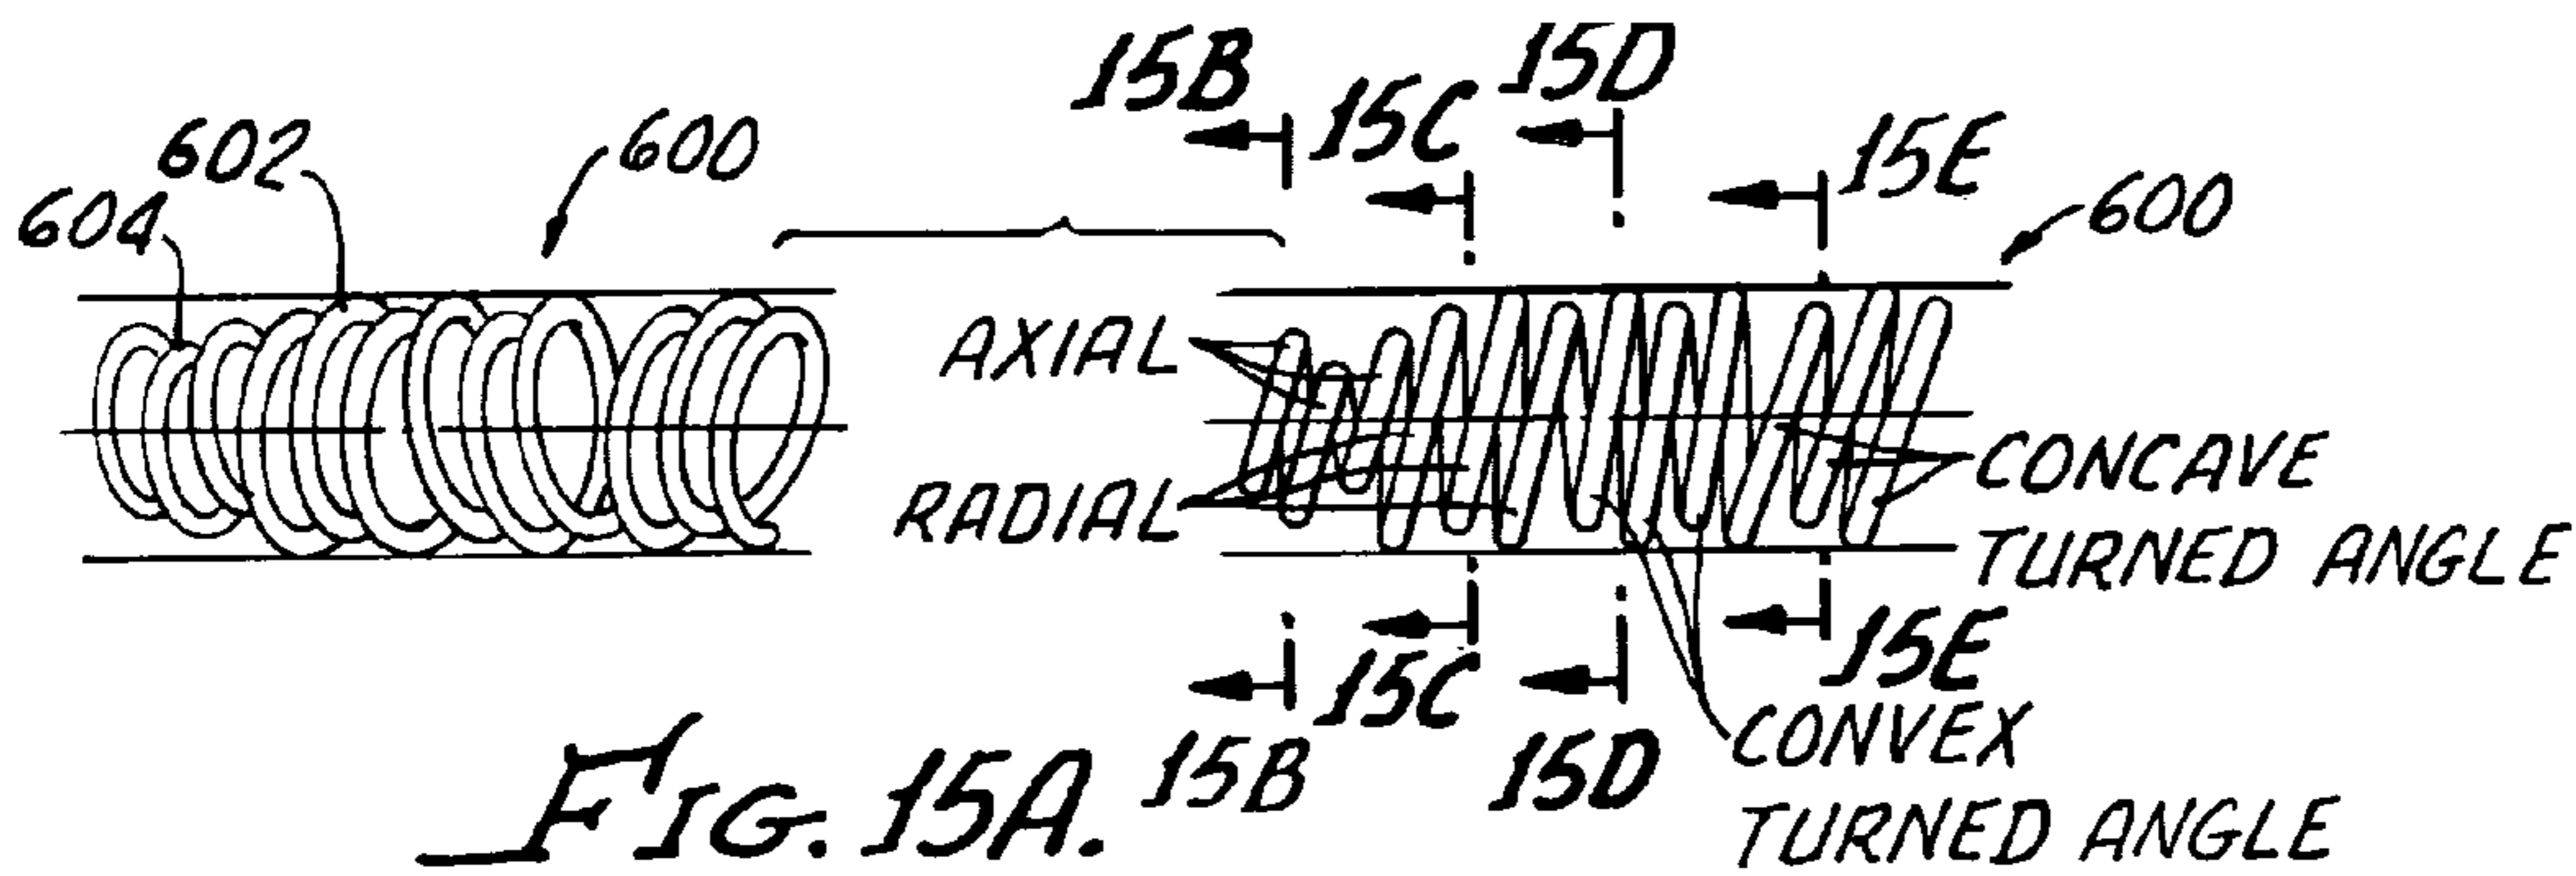 15B
15C
15D
15E
602
604
600
600
AXIAL
RADIAL
CONCAVE
TURNED ANGLE
15B
15C
15D
15E
CONVEX
TURNED ANGLE
FIG. 15A.